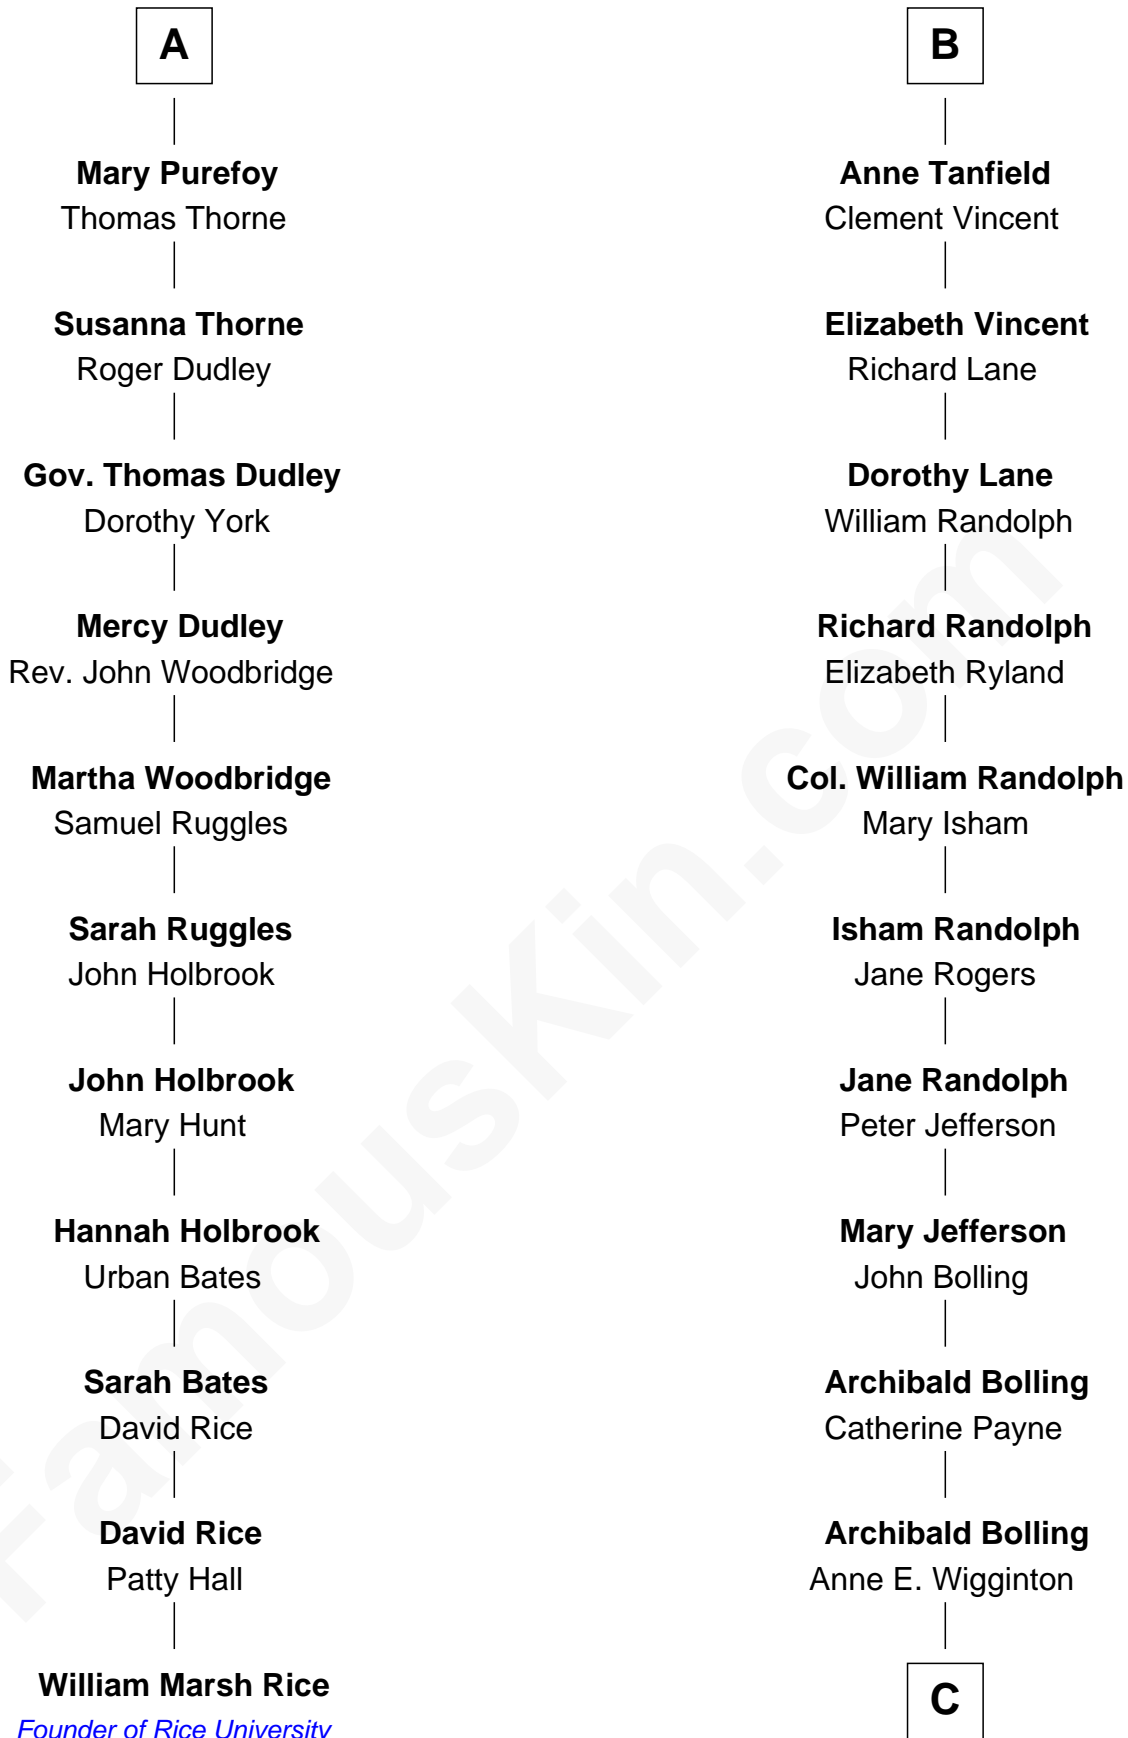 A
Mary Purefoy
Thomas Thorne
Susanna Thorne
Roger Dudley
Gov. Thomas Dudley
Dorothy York
Mercy Dudley
Rev. John Woodbridge
Martha Woodbridge
Samuel Ruggles
Sarah Ruggles
John Holbrook
John Holbrook
Mary Hunt
Hannah Holbrook
Urban Bates
Sarah Bates
David Rice
David Rice
Patty Hall
William Marsh Rice
Founder of Rice University
B
Anne Tanfield
Clement Vincent
Elizabeth Vincent
Richard Lane
Dorothy Lane
William Randolph
Richard Randolph
Elizabeth Ryland
Col. William Randolph
Mary Isham
Isham Randolph
Jane Rogers
Jane Randolph
Peter Jefferson
Mary Jefferson
John Bolling
Archibald Bolling
Catherine Payne
Archibald Bolling
Anne E. Wigginton
C
FamousKin.com